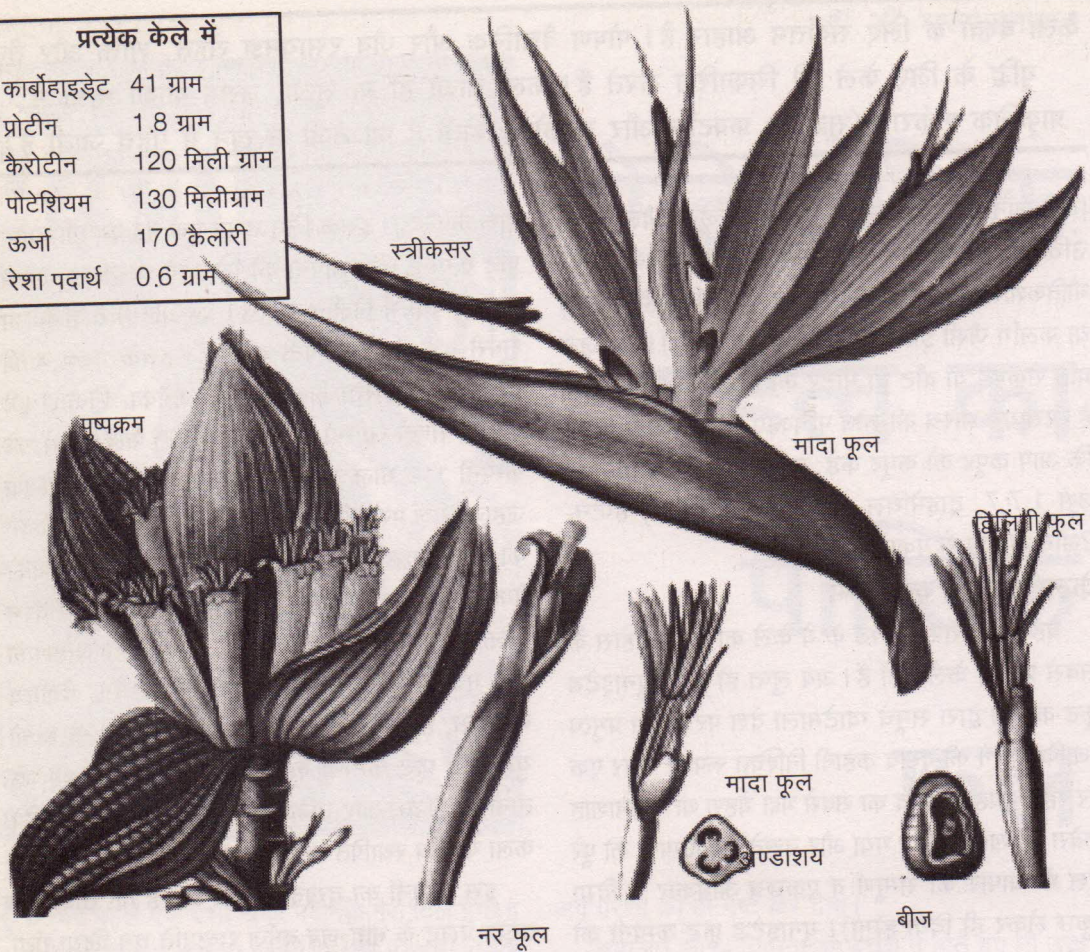 प्रत्येक केले में
कार्बोहाइड्रेट 41 ग्राम
प्रोटीन 1.8 ग्राम
कैरोटीन 120 मिली ग्राम
पोटेशियम 130 मिलीग्राम
ऊर्जा 170 कैलोरी
रेशा पदार्थ 0.6 ग्राम
स्त्रीकेसर
पुष्पक्रम
मादा फूल
द्विलिंगी फूल
मादा फूल
अण्डाशय
बीज
नर फूल